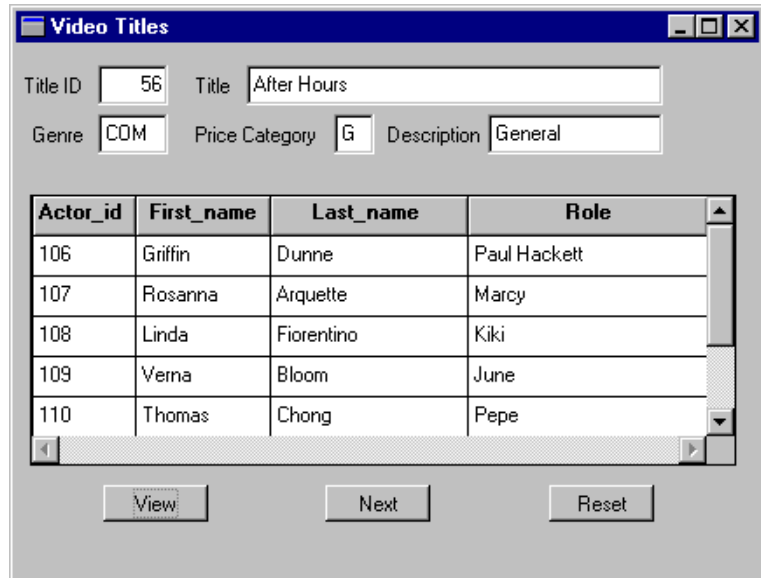 Video Titles
Title ID 56 Title After Hours
Genre COM Price Category G Description General
Actor_id First_name Last_name Role
106 Griffin Dunne Paul Hackett
107 Rosanna Arquette Marcy
108 Linda Fiorentino Kiki
109 Verna Bloom June
110 Thomas Chong Pepe
View Next Reset